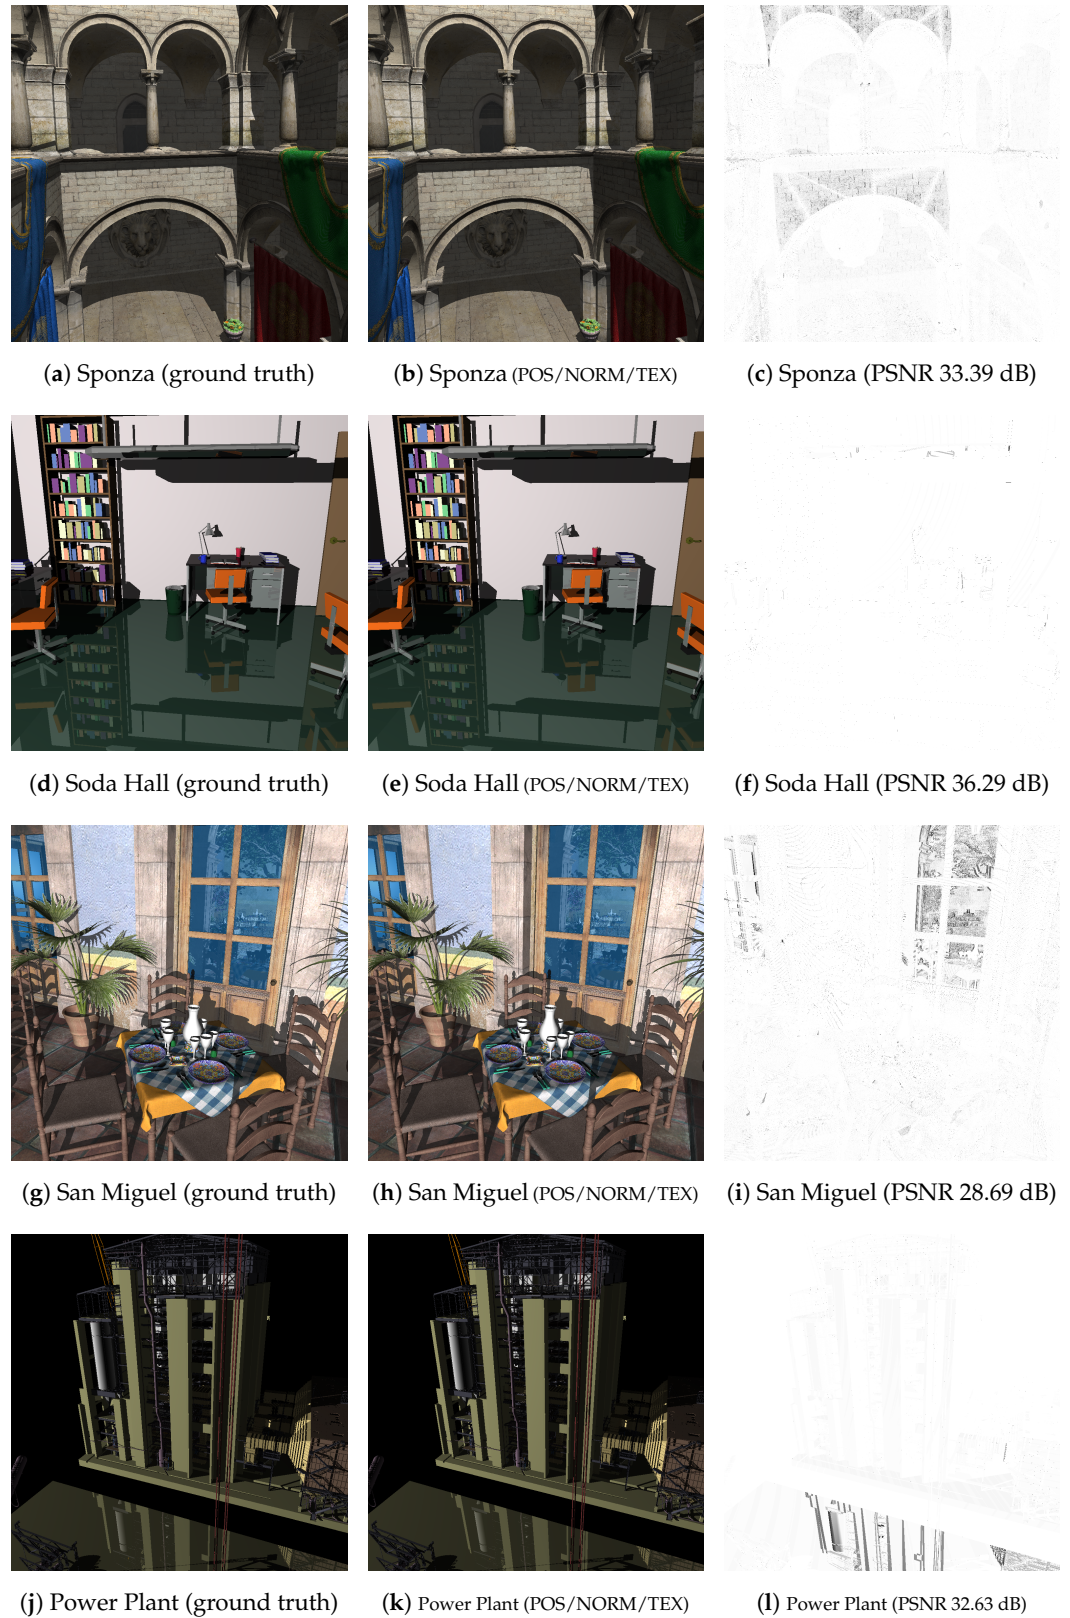 (a) Sponza (ground truth)
(b) Sponza (POS/NORM/TEX)
(c) Sponza (PSNR 33.39 dB)
(d) Soda Hall (ground truth)
(e) Soda Hall (POS/NORM/TEX)
(f) Soda Hall (PSNR 36.29 dB)
(g) San Miguel (ground truth)
(h) San Miguel (POS/NORM/TEX)
(i) San Miguel (PSNR 28.69 dB)
(j) Power Plant (ground truth)
(k) Power Plant (POS/NORM/TEX)
(l) Power Plant (PSNR 32.63 dB)